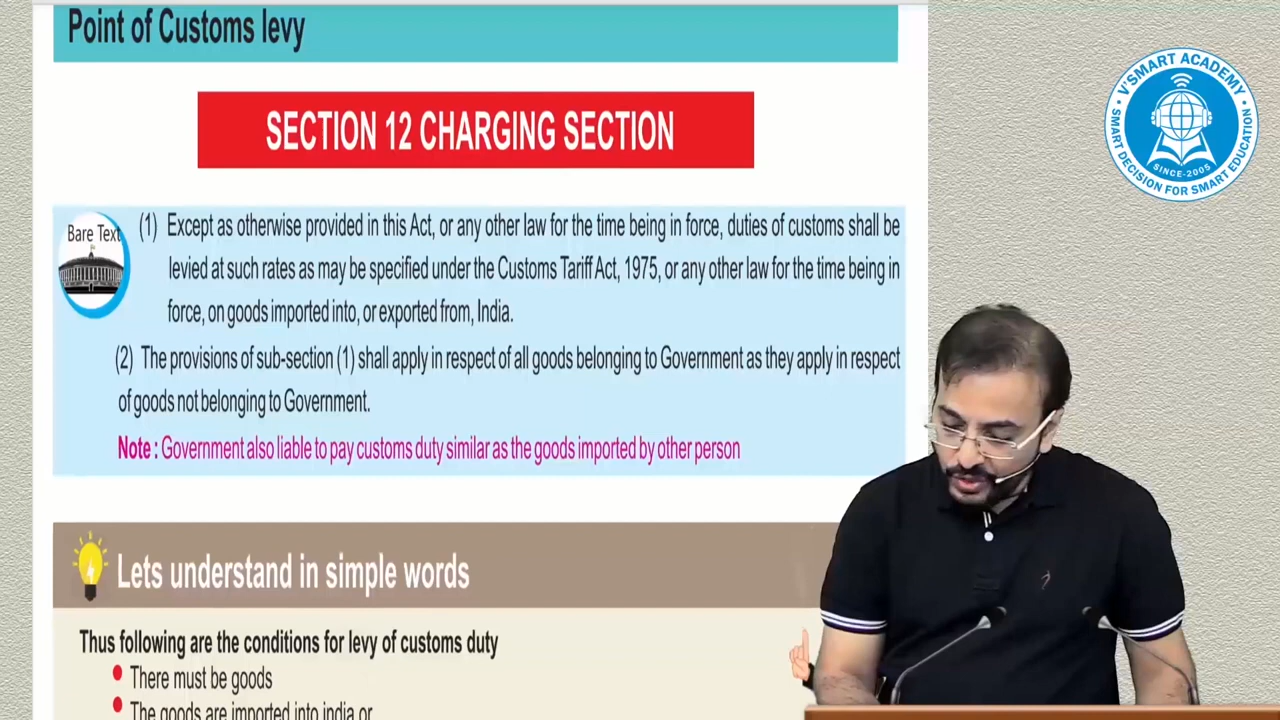 Point of Customs levy
SECTION 12 CHARGING SECTION
Bare Text
(1) Except as otherwise provided in this Act, or any other law for the time being in force, duties of customs shall be
levied at such rates as may be specified under the Customs Tariff Act, 1975, or any other law for the time being in
force, on goods imported into, or exported from, India.
(2) The provisions of sub-section (1) shall apply in respect of all goods belonging to Government as they apply in respect
of goods not belonging to Government.
Note : Government also liable to pay customs duty similar as the goods imported by other person
Lets understand in simple words
Thus following are the conditions for levy of customs duty
There must be goods
The goods are imported into india or
V'SMART ACADEMY
SINCE-2005
SMART DECISION FOR SMART EDUCATION